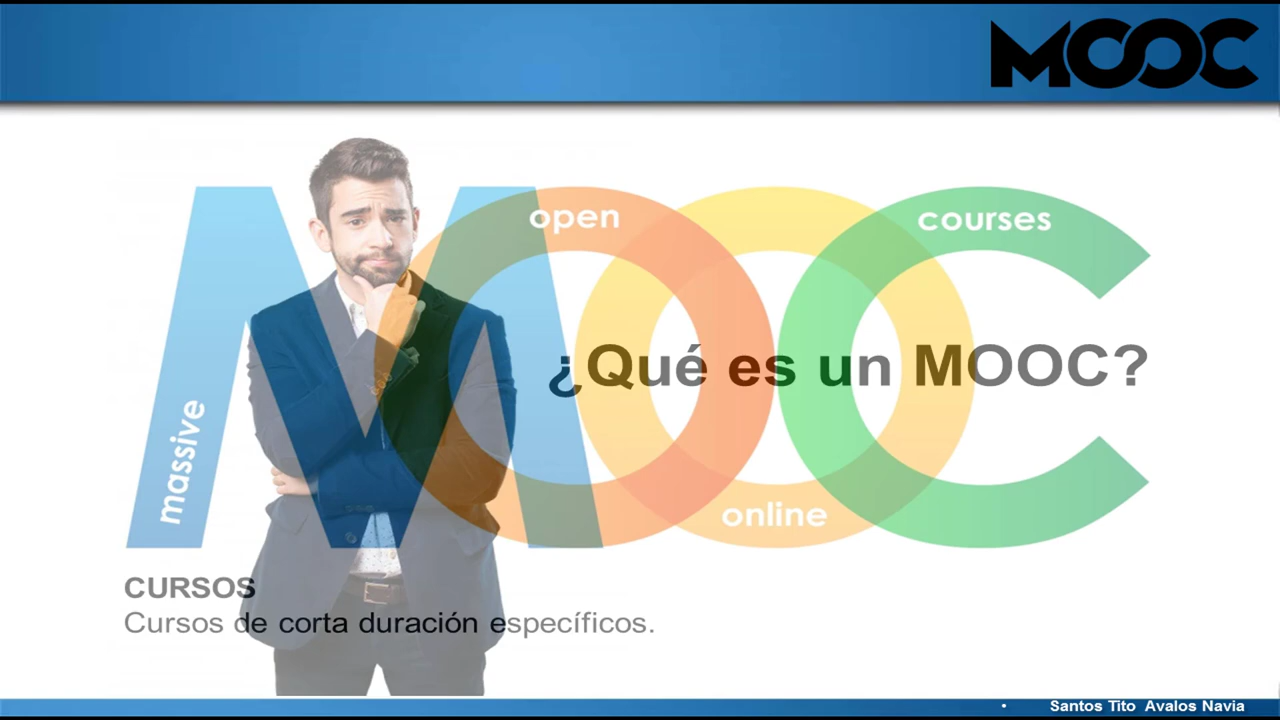 MOOC
open
courses
¿Qué es un MOOC?
massive
online
CURSOS
Cursos de corta duración específicos.
• Santos Tito Avalos Navia